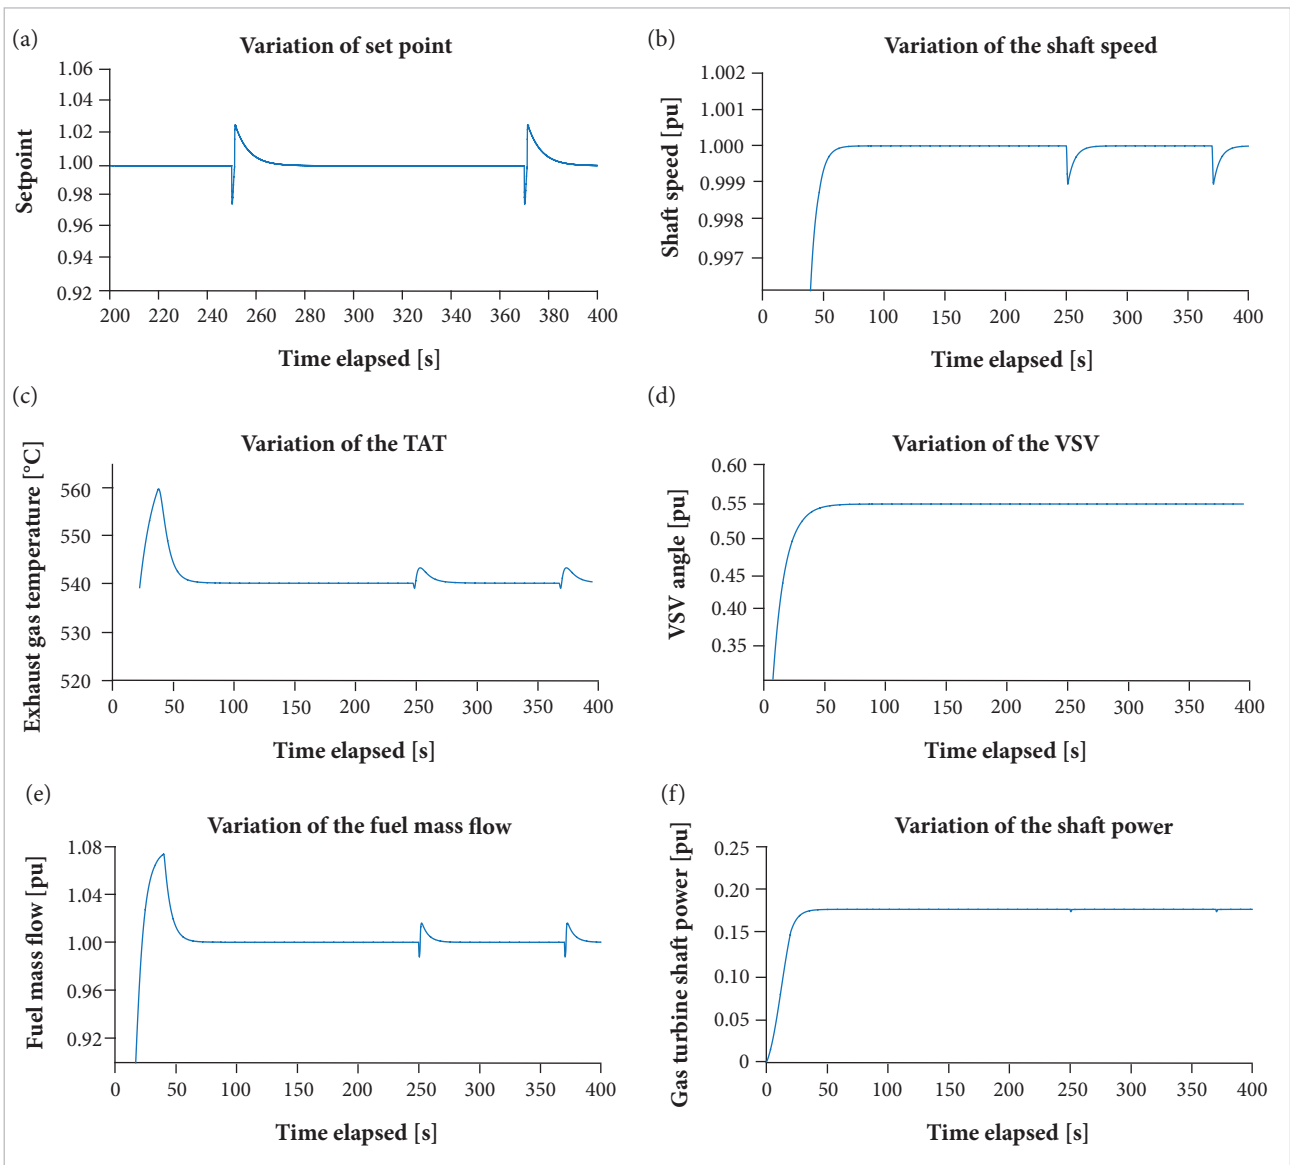 (a)
Variation of set point
Setpoint
1.06
1.04
1.02
1.00
0.98
0.96
0.94
0.92
200 220 240 260 280 300 320 340 360 380 400
Time elapsed [s]
(b)
Variation of the shaft speed
Shaft speed [pu]
1.002
1.001
1.000
0.999
0.998
0.997
0 50 100 150 200 250 300 350 400
Time elapsed [s]
(c)
Variation of the TAT
Exhaust gas temperature [°C]
560
550
540
530
520
0 50 100 150 200 250 300 350 400
Time elapsed [s]
(d)
Variation of the VSV
VSV angle [pu]
0.60
0.55
0.50
0.45
0.40
0.35
0 50 100 150 200 250 300 350 400
Time elapsed [s]
(e)
Variation of the fuel mass flow
Fuel mass flow [pu]
1.08
1.04
1.00
0.96
0.92
0 50 100 150 200 250 300 350 400
Time elapsed [s]
(f)
Variation of the shaft power
Gas turbine shaft power [pu]
0.25
0.20
0.15
0.10
0.05
0
0 50 100 150 200 250 300 350 400
Time elapsed [s]